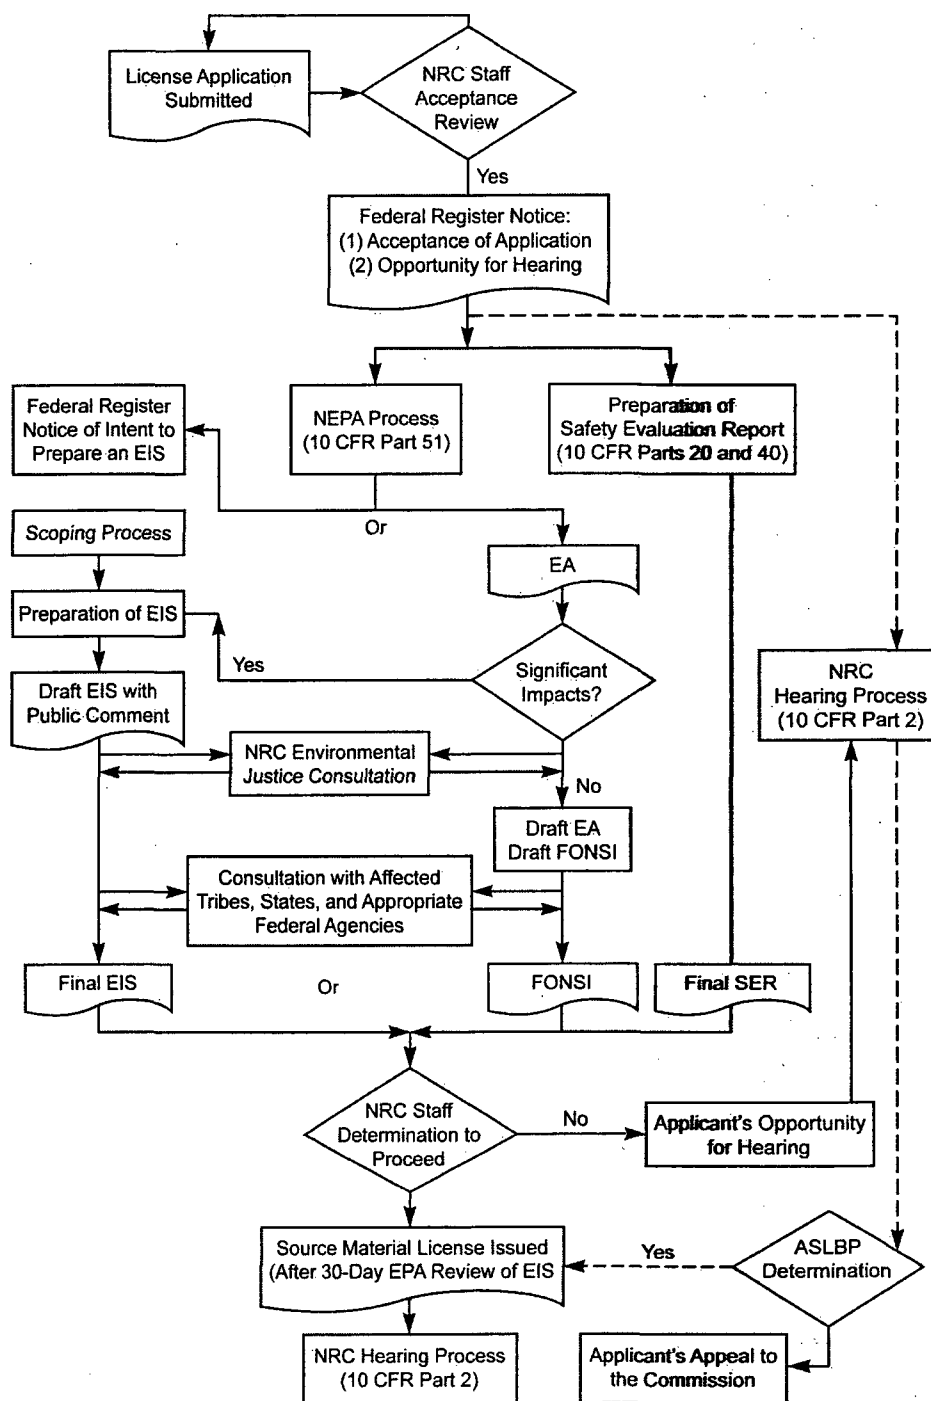 License Application
Submitted
NRC Staff
Acceptance
Review
Yes
Federal Register Notice:
(1) Acceptance of Application
(2) Opportunity for Hearing
Federal Register
Notice of Intent to
Prepare an EIS
NEPA Process
(10 CFR Part 51)
Preparation of
Safety Evaluation Report
(10 CFR Parts 20 and 40)
Or
Scoping Process
EA
Preparation of EIS
Yes
Significant
Impacts?
Draft EIS with
Public Comment
NRC
Hearing Process
(10 CFR Part 2)
NRC Environmental
Justice Consultation
No
Draft EA
Draft FONSI
Consultation with Affected
Tribes, States, and Appropriate
Federal Agencies
Final EIS
Or
FONSI
Final SER
NRC Staff
Determination to
Proceed
No
Applicant's Opportunity
for Hearing
Source Material License Issued
(After 30-Day EPA Review of EIS
Yes
ASLBP
Determination
NRC Hearing Process
(10 CFR Part 2)
Applicant's Appeal to
the Commission